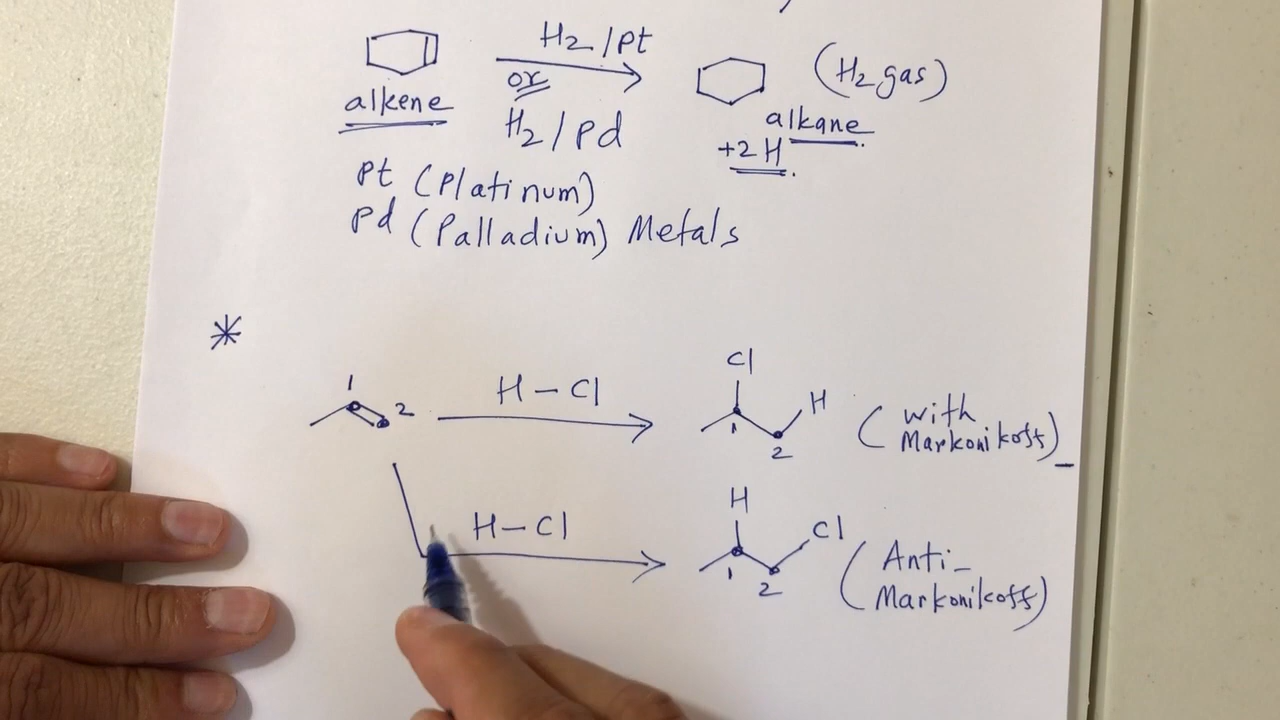 H2/pt
or
(H2 gas)
alkene
H2/pd
alkane
+2H.
pt (Platinum)
pd (Palladium) Metals
*
1
2
H-Cl
Cl
H
1
2
(with
Markonikoff)
H-Cl
H
Cl
1
2
(Anti-
Markonikoff)